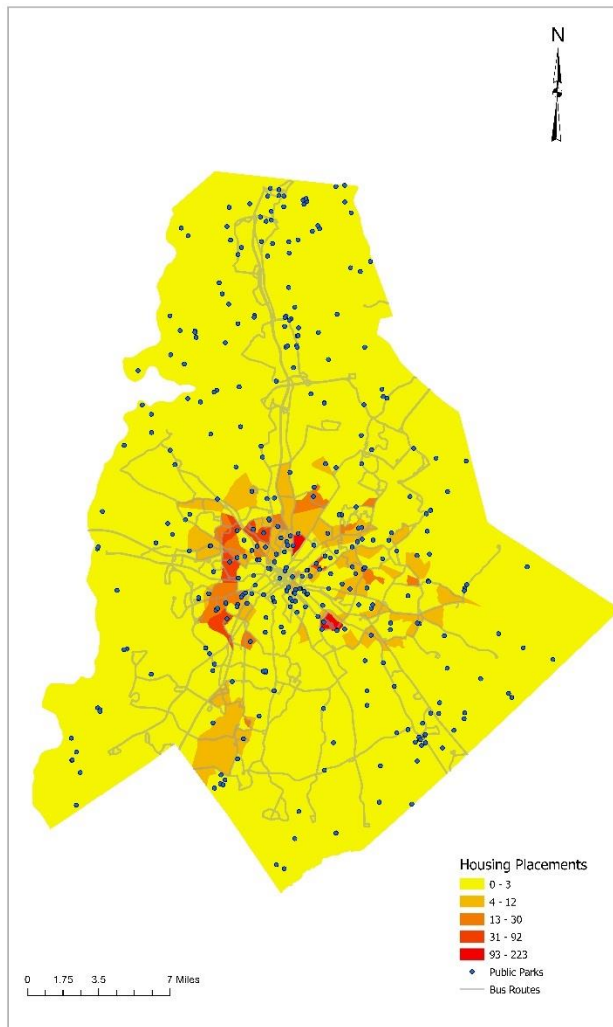 N
Housing Placements
0 - 3
4 - 12
13 - 30
31 - 92
93 - 223
Public Parks
Bus Routes
0 1.75 3.5 7 Miles